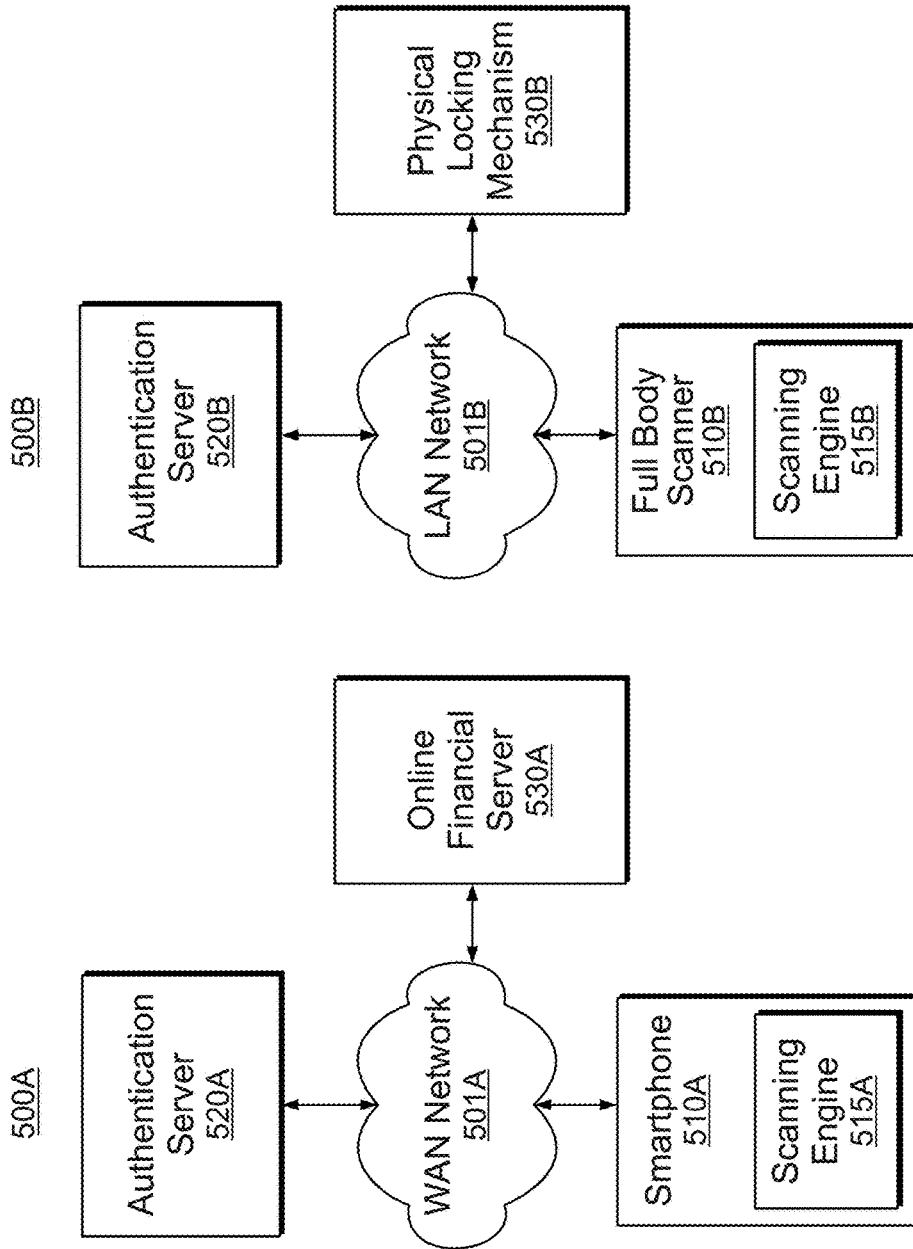 500A
Authentication
Server
520A
WAN Network
501A
Online
Financial
Server
530A
Smartphone
510A
Scanning
Engine
515A
500B
Authentication
Server
520B
LAN Network
501B
Physical
Locking
Mechanism
530B
Full Body
Scanner
510B
Scanning
Engine
515B